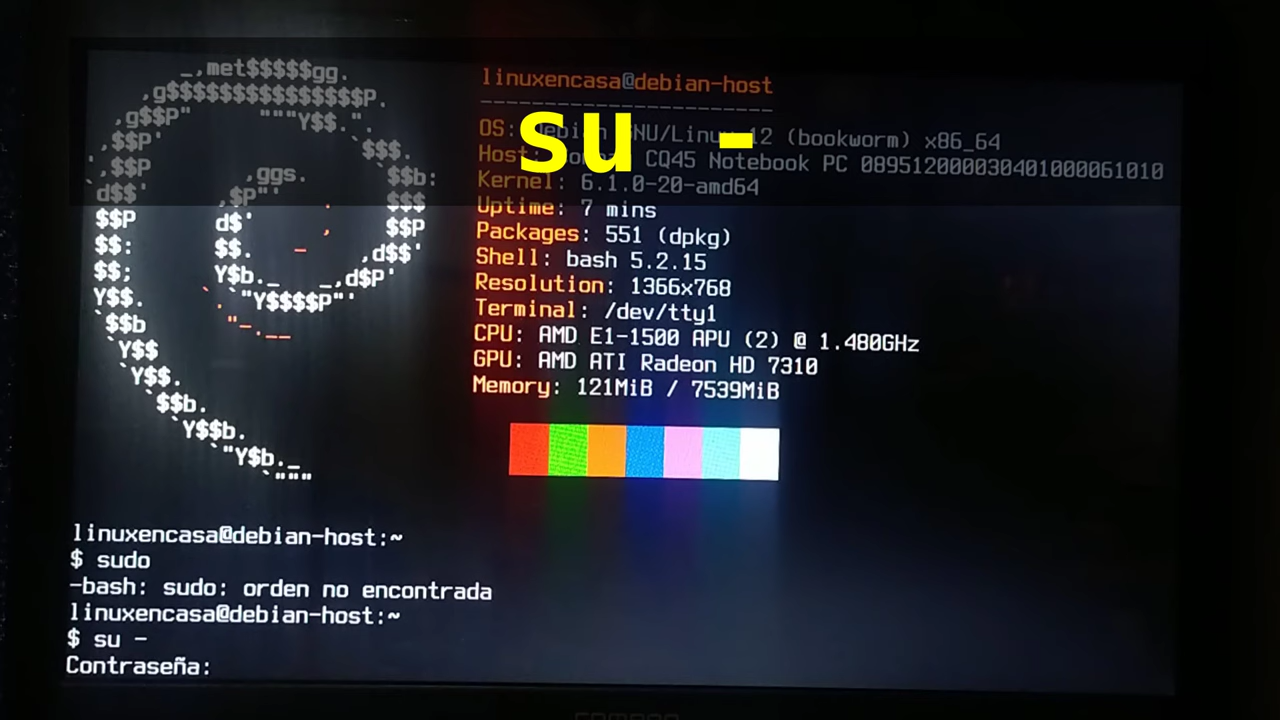 su -
linuxencasa@debian-host
-----------------------
OS: Debian GNU/Linux 12 (bookworm) x86_64
Host: CQ45 Notebook PC 089512000030401000061010
Kernel: 6.1.0-20-amd64
Uptime: 7 mins
Packages: 551 (dpkg)
Shell: bash 5.2.15
Resolution: 1366x768
Terminal: /dev/tty1
CPU: AMD E1-1500 APU (2) @ 1.480GHz
GPU: AMD ATI Radeon HD 7310
Memory: 121MiB / 7539MiB
linuxencasa@debian-host:~
$ sudo
-bash: sudo: orden no encontrada
linuxencasa@debian-host:~
$ su -
Contraseña: